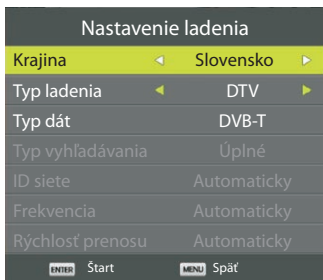 Nastavenie ladenia
Krajina Slovensko
Typ ladenia DTV
Typ dát DVB-T
Typ vyhľadávania Úplné
ID siete Automaticky
Frekvencia Automaticky
Rýchlosť prenosu Automaticky
ENTER Štart MENU Späť